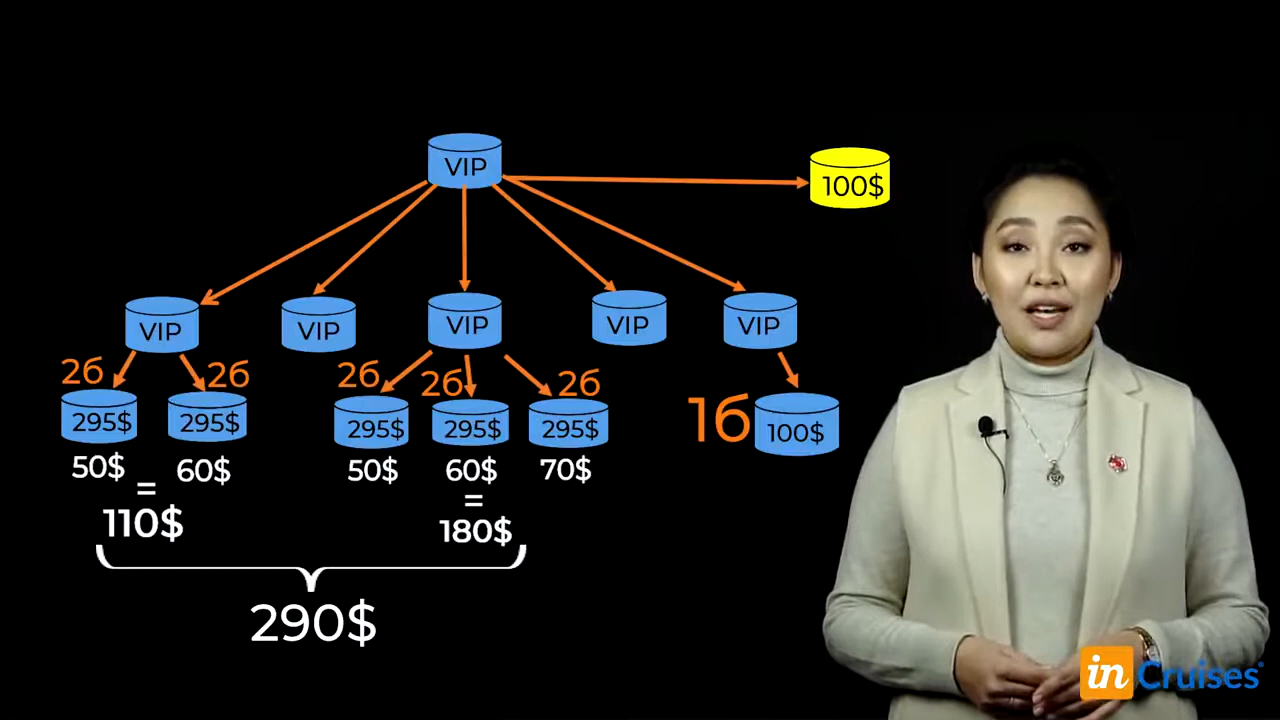 VIP
100$
VIP
VIP
VIP
VIP
VIP
2б
2б
2б
2б
2б
295$
295$
295$
295$
295$
1б
100$
50$
60$
50$
60$
70$
=
110$
=
180$
290$
inCruises®